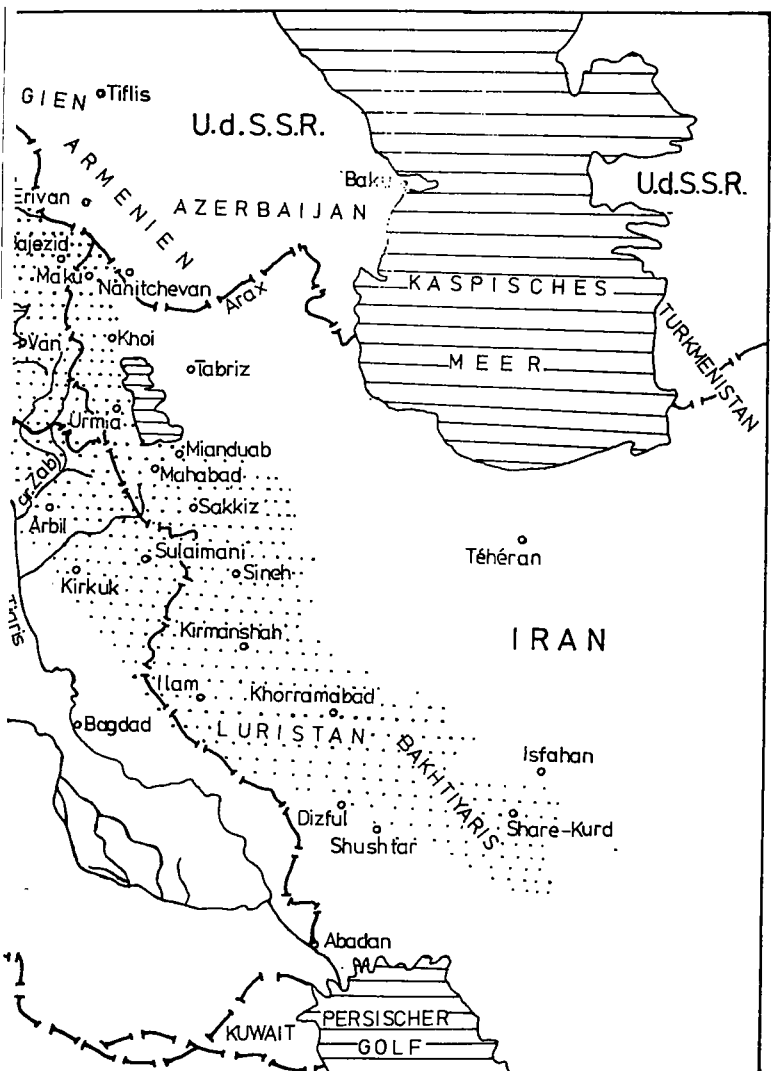 GIEN
Tiflis
U.d.S.S.R.
ARMENIEN
Baku
U.d.S.S.R.
Erivan
AZERBAIJAN
ajezid
Maku
Nanitchevan
Arax
KASPISCHES
TURKMENISTAN
Van
Khoi
Tabriz
MEER
Urmia
Mianduab
Mahabad
gr. Zab
Sakkiz
Arbil
Téhéran
Sulaimani
Kirkuk
Sineh
Kirmanshah
IRAN
Ilam
Khorramabad
Bagdad
LURISTAN
BAKHTIYARIS
Isfahan
Dizful
Share-Kurd
Shushtar
Abadan
KUWAIT
PERSISCHER
GOLF